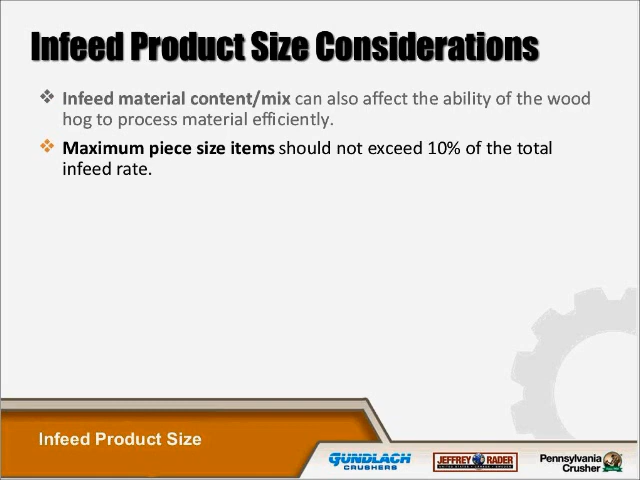 Infeed Product Size Considerations
Infeed material content/mix can also affect the ability of the wood
hog to process material efficiently.
Maximum piece size items should not exceed 10% of the total
infeed rate.
Infeed Product Size
GUNDLACH
CRUSHERS
JEFFREY RADER
Pennsylvania
Crusher